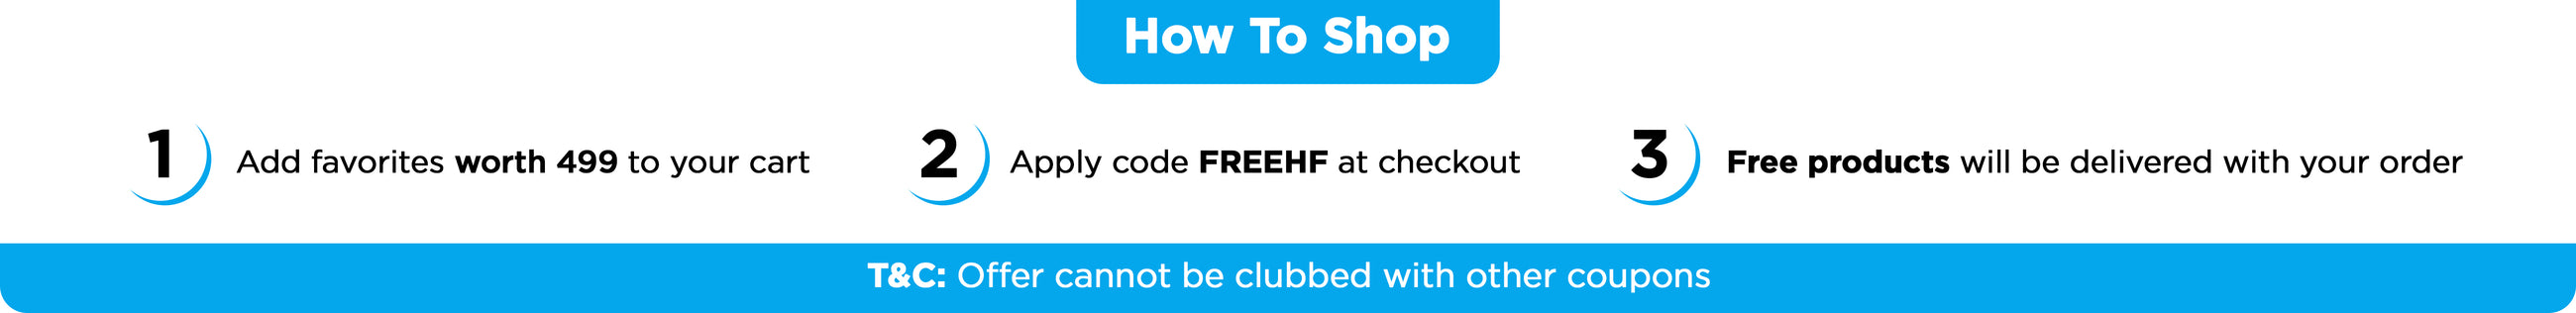 How To Shop
1 Add favorites worth 499 to your cart
2 Apply code FREEHF at checkout
3 Free products will be delivered with your order
T&C: Offer cannot be clubbed with other coupons